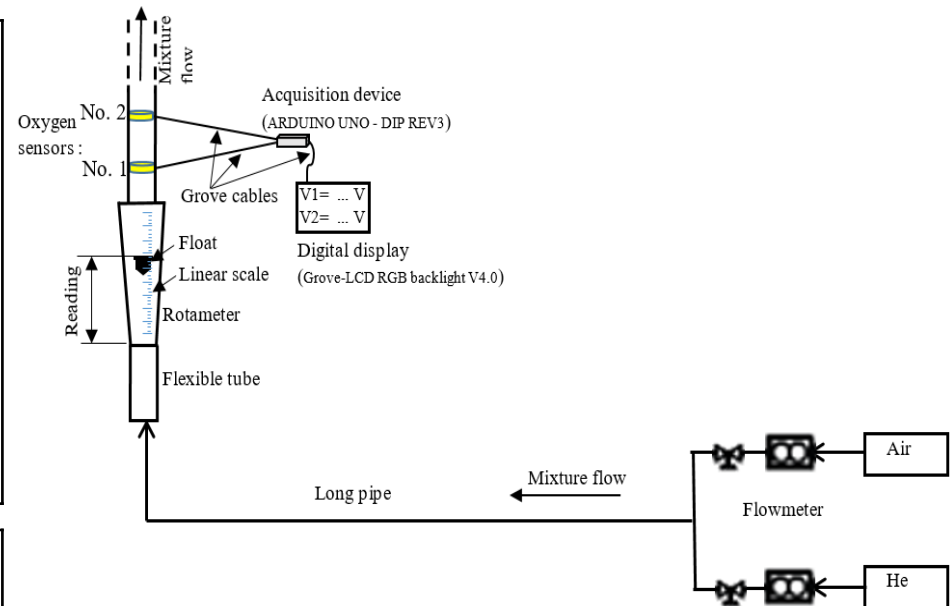 Mixture
flow
Acquisition device
(ARDUINO UNO - DIP REV3)
Oxygen
sensors :
No. 2
No. 1
Grove cables
V1= ... V
V2= ... V
Digital display
(Grove-LCD RGB backlight V4.0)
Float
Linear scale
Reading
Rotameter
Flexible tube
Air
Mixture flow
Long pipe
Flowmeter
He